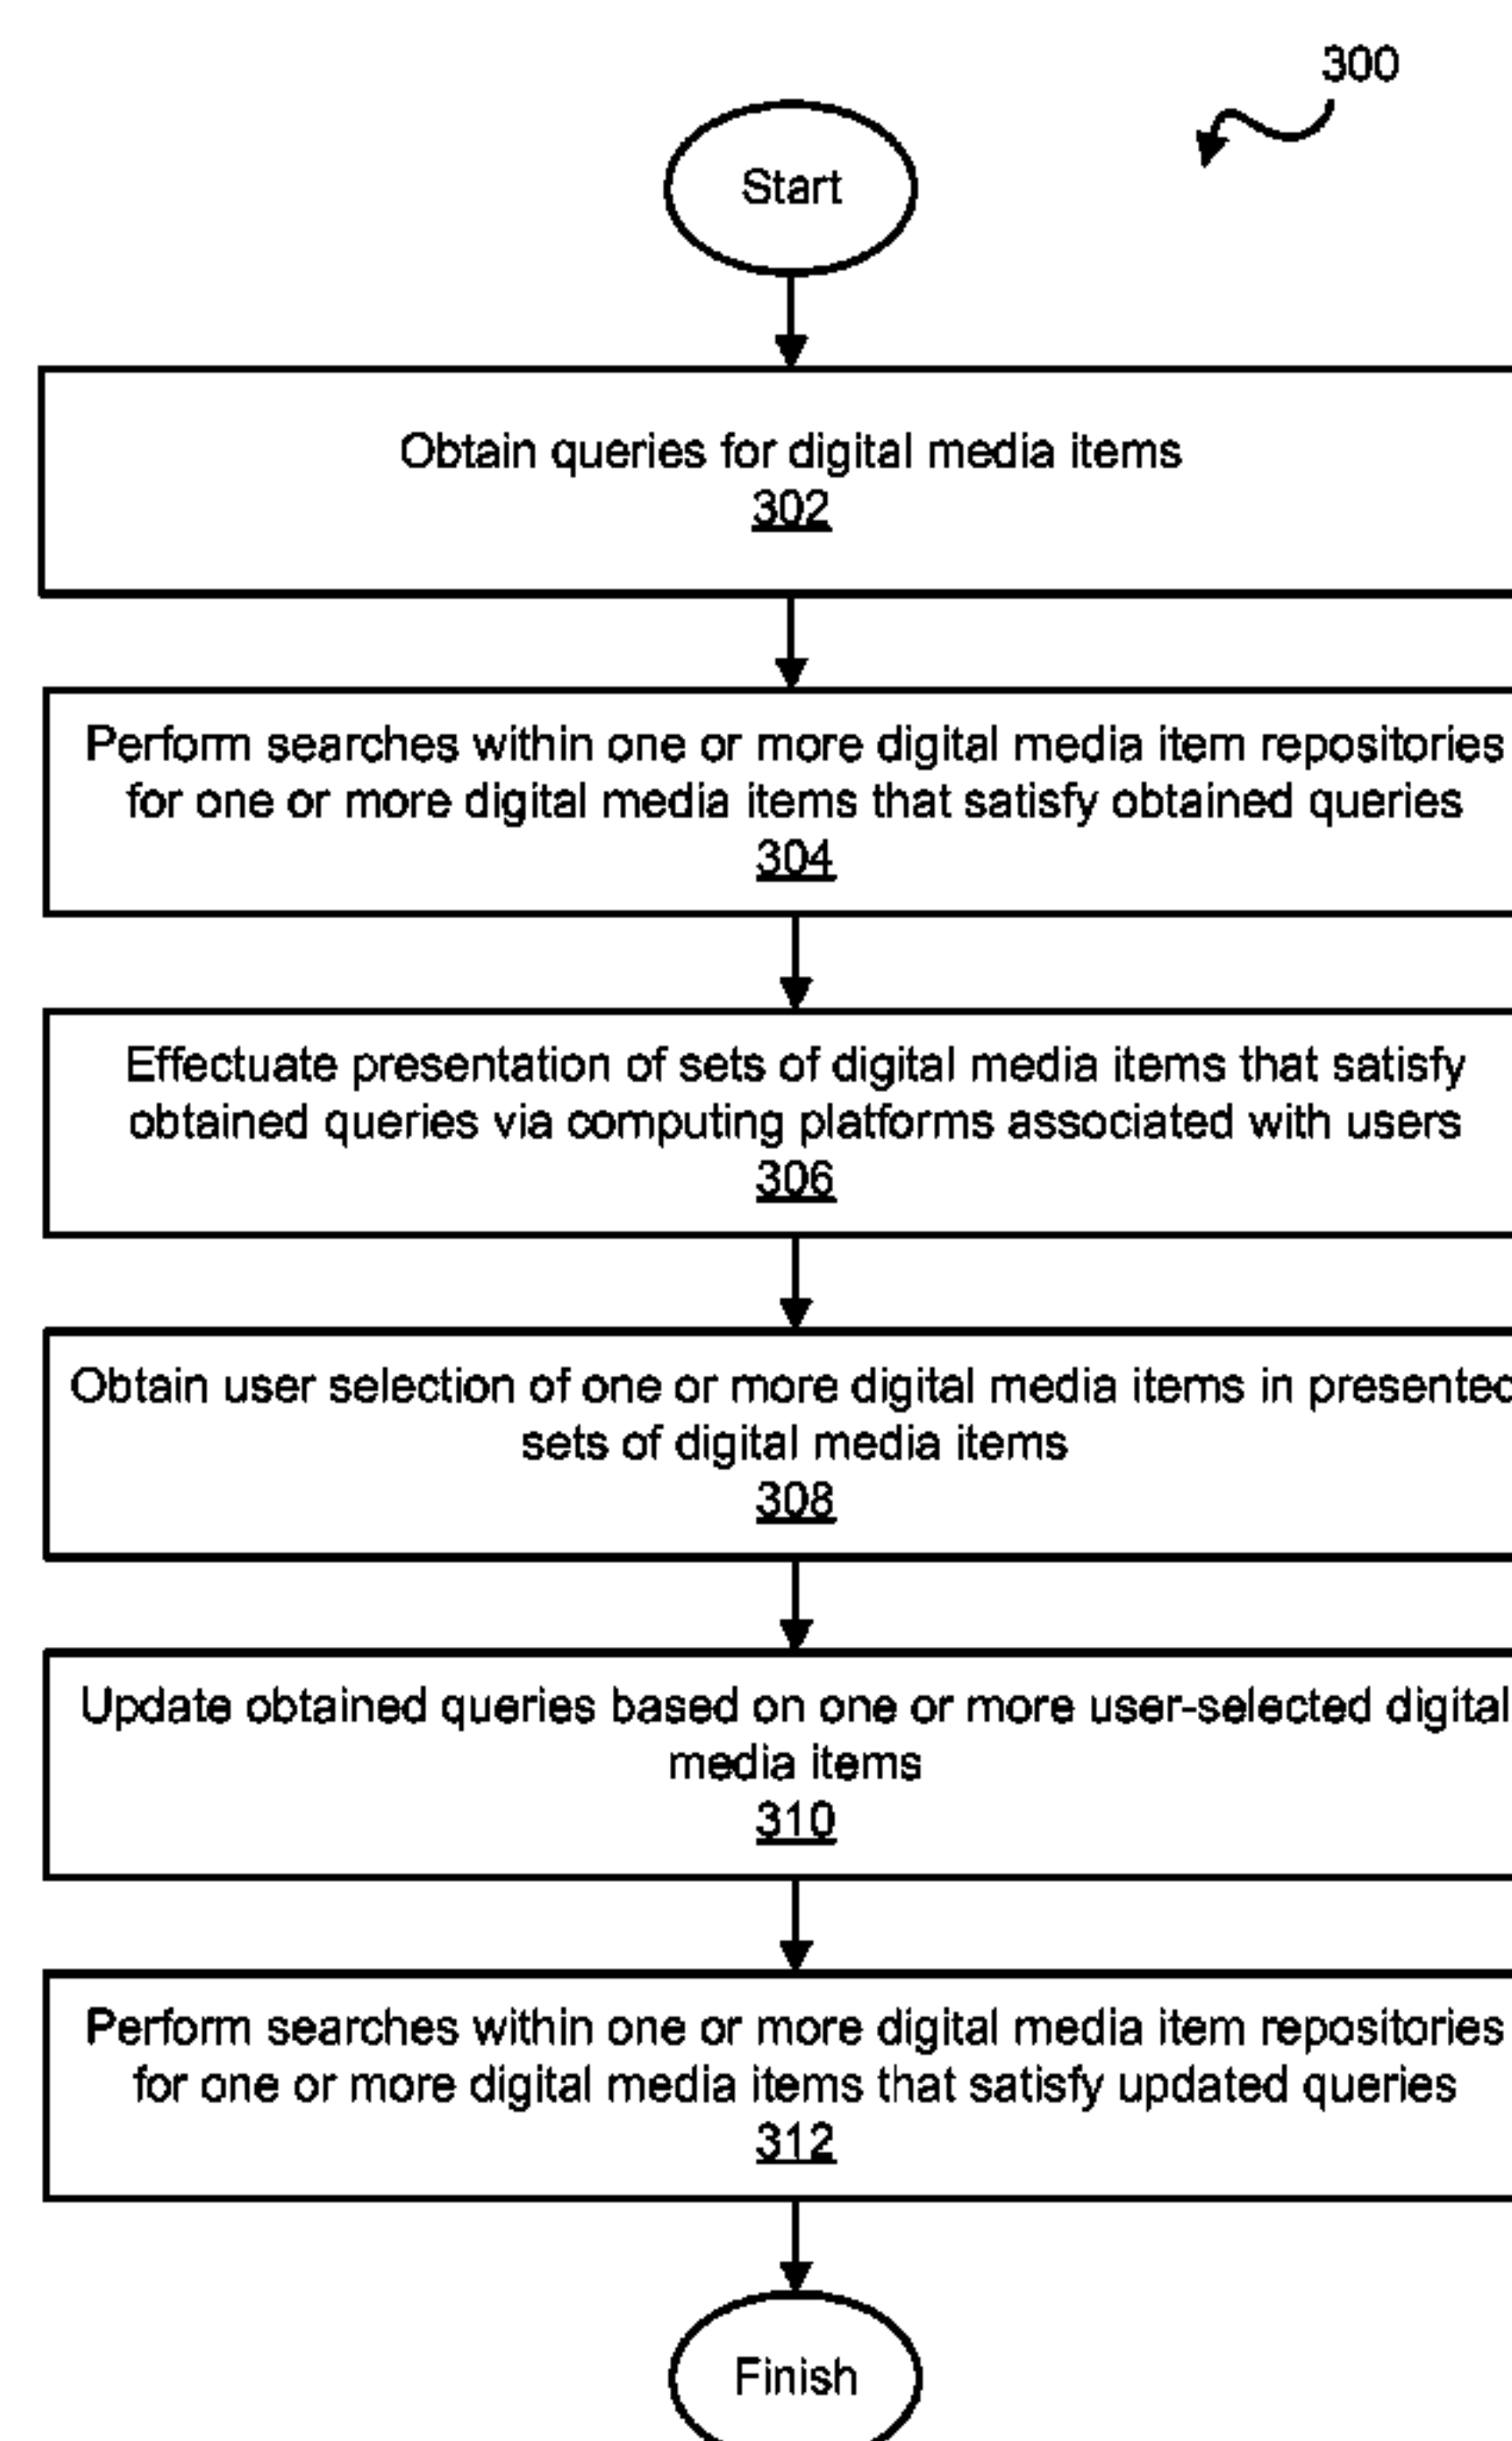 300
Start
Obtain queries for digital media items
302
Perform searches within one or more digital media item repositories
for one or more digital media items that satisfy obtained queries
304
Effectuate presentation of sets of digital media items that satisfy
obtained queries via computing platforms associated with users
306
Obtain user selection of one or more digital media items in presented
sets of digital media items
308
Update obtained queries based on one or more user-selected digital
media items
310
Perform searches within one or more digital media item repositories
for one or more digital media items that satisfy updated queries
312
Finish